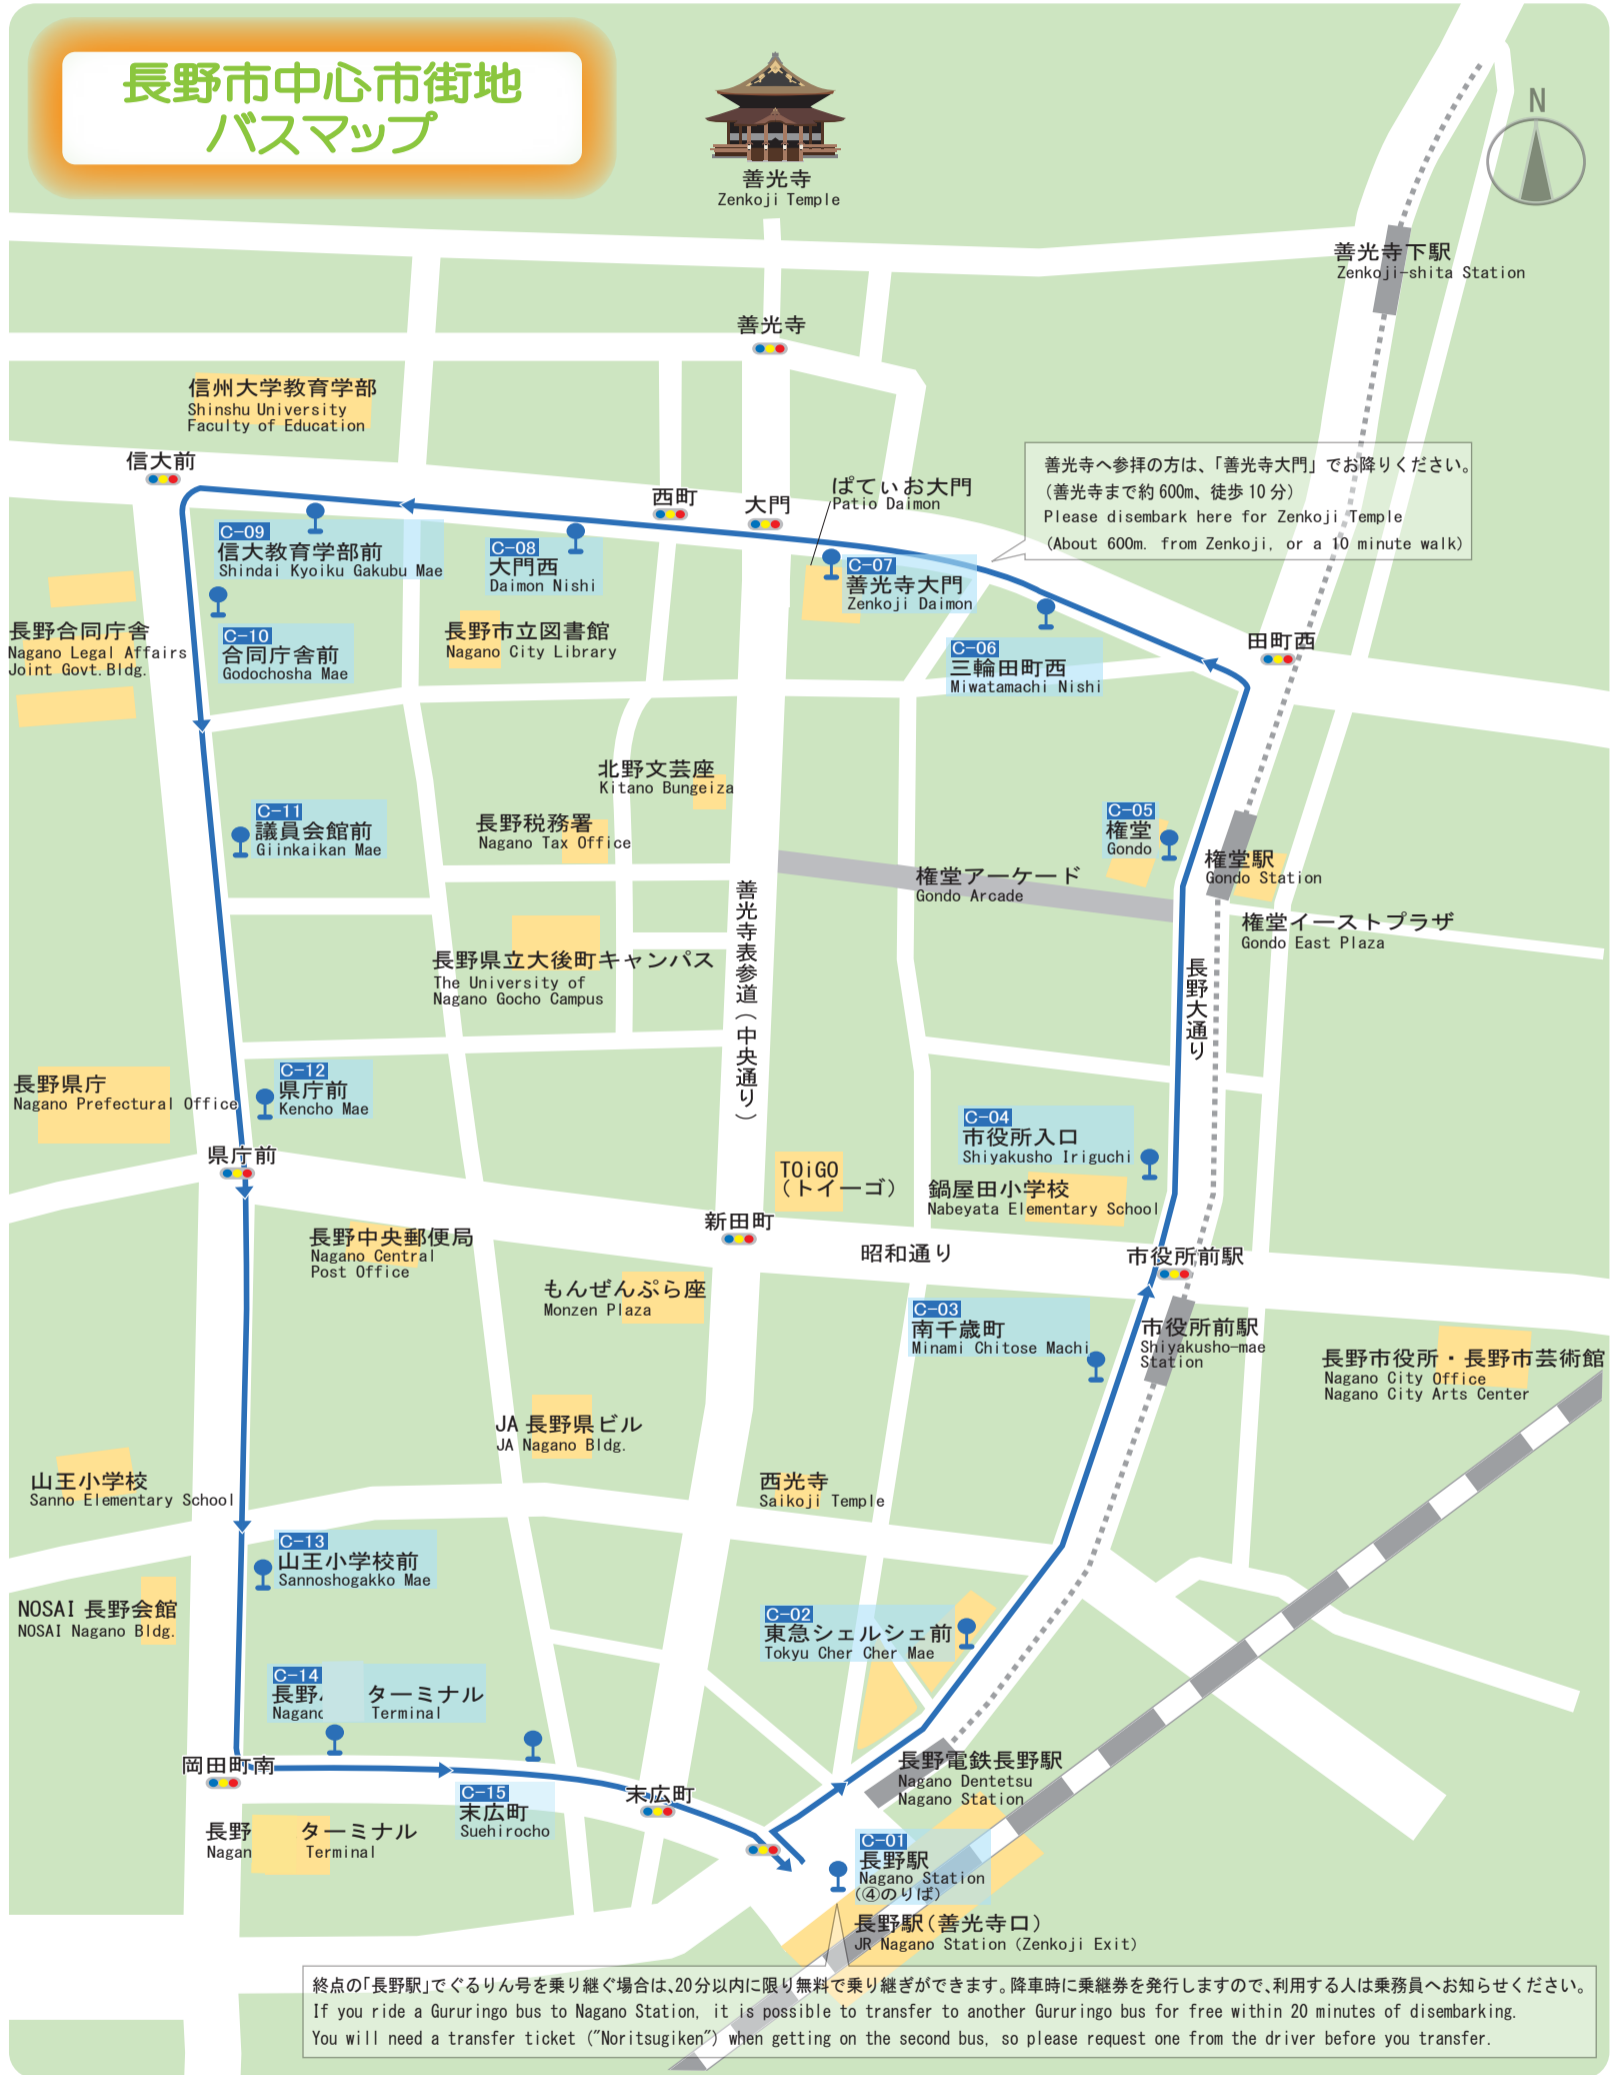 長野市中心市街地
バスマップ
善光寺
Zenkoji Temple
N
善光寺下駅
Zenkoji-shita Station
善光寺
信州大学教育学部
Shinshu University
Faculty of Education
信大前
西町
大門
ぱてぃお大門
Patio Daimon
善光寺へ参拝の方は、「善光寺大門」でお降りください。
（善光寺まで約600m、徒歩10分）
Please disembark here for Zenkoji Temple
(About 600m. from Zenkoji, or a 10 minute walk)
C-09
信大教育学部前
Shindai Kyoiku Gakubu Mae
C-08
大門西
Daimon Nishi
C-07
善光寺大門
Zenkoji Daimon
C-10
合同庁舎前
Godochosha Mae
長野合同庁舎
Nagano Legal Affairs
Joint Govt.Bldg.
長野市立図書館
Nagano City Library
C-06
三輪田町西
Miwatamachi Nishi
田町西
北野文芸座
Kitano Bungeiza
C-11
議員会館前
Giinkaikan Mae
長野税務署
Nagano Tax Office
C-05
権堂
Gondo
権堂駅
Gondo Station
権堂アーケード
Gondo Arcade
善光寺表参道（中央通り）
権堂イーストプラザ
Gondo East Plaza
長野県立大後町キャンパス
The University of
Nagano Gocho Campus
長野大通り
長野県庁
Nagano Prefectural Office
C-12
県庁前
Kencho Mae
県庁前
C-04
市役所入口
Shiyakusho Iriguchi
TOiGO
（トイーゴ）
鍋屋田小学校
Nabeyata Elementary School
長野中央郵便局
Nagano Central
Post Office
新田町
昭和通り
市役所前駅
もんぜんぷら座
Monzen Plaza
C-03
南千歳町
Minami Chitose Machi
市役所前駅
Shiyakusho-mae
Station
長野市役所・長野市芸術館
Nagano City Office
Nagano City Arts Center
JA 長野県ビル
JA Nagano Bldg.
山王小学校
Sanno Elementary School
西光寺
Saikoji Temple
C-13
山王小学校前
Sannoshogakko Mae
NOSAI 長野会館
NOSAI Nagano Bldg.
C-02
東急シェルシェ前
Tokyu Cher Cher Mae
C-14
長野 ターミナル
Nagano Terminal
岡田町南
C-15
末広町
Suehirocho
末広町
長野電鉄長野駅
Nagano Dentetsu
Nagano Station
長野 ターミナル
Nagan Terminal
C-01
長野駅
Nagano Station
(④のりば)
長野駅(善光寺口)
JR Nagano Station (Zenkoji Exit)
終点の「長野駅」でぐるりん号を乗り継ぐ場合は、20分以内に限り無料で乗り継ぎができます。降車時に乗継券を発行しますので、利用する人は乗務員へお知らせください。
If you ride a Gururingo bus to Nagano Station, it is possible to transfer to another Gururingo bus for free within 20 minutes of disembarking.
You will need a transfer ticket ("Noritsugiken") when getting on the second bus, so please request one from the driver before you transfer.